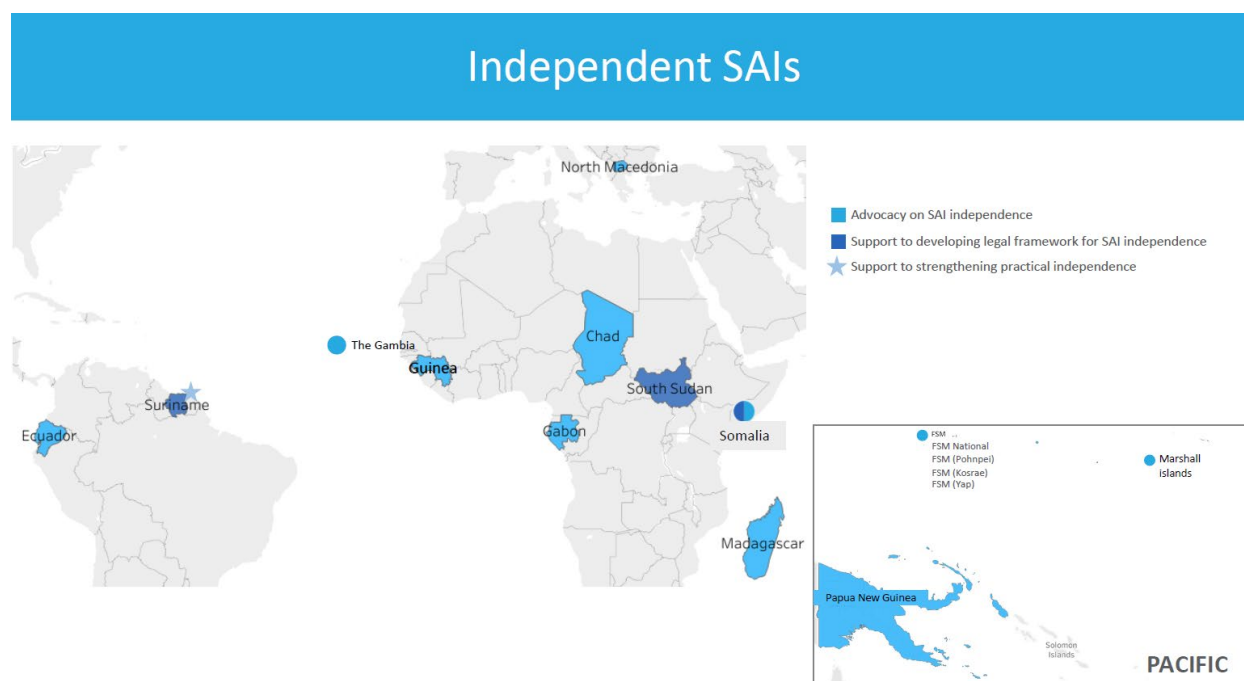 Independent SAIs
North Macedonia
Advocacy on SAI independence
Support to developing legal framework for SAI independence
Support to strengthening practical independence
Chad
The Gambia
Guinea
South Sudan
Suriname
Somalia
Ecuador
Gabon
Madagascar
FSM
FSM National
FSM (Pohnpei)
FSM (Kosrae)
FSM (Yap)
Marshall
islands
Papua New Guinea
Solomon
Islands
PACIFIC